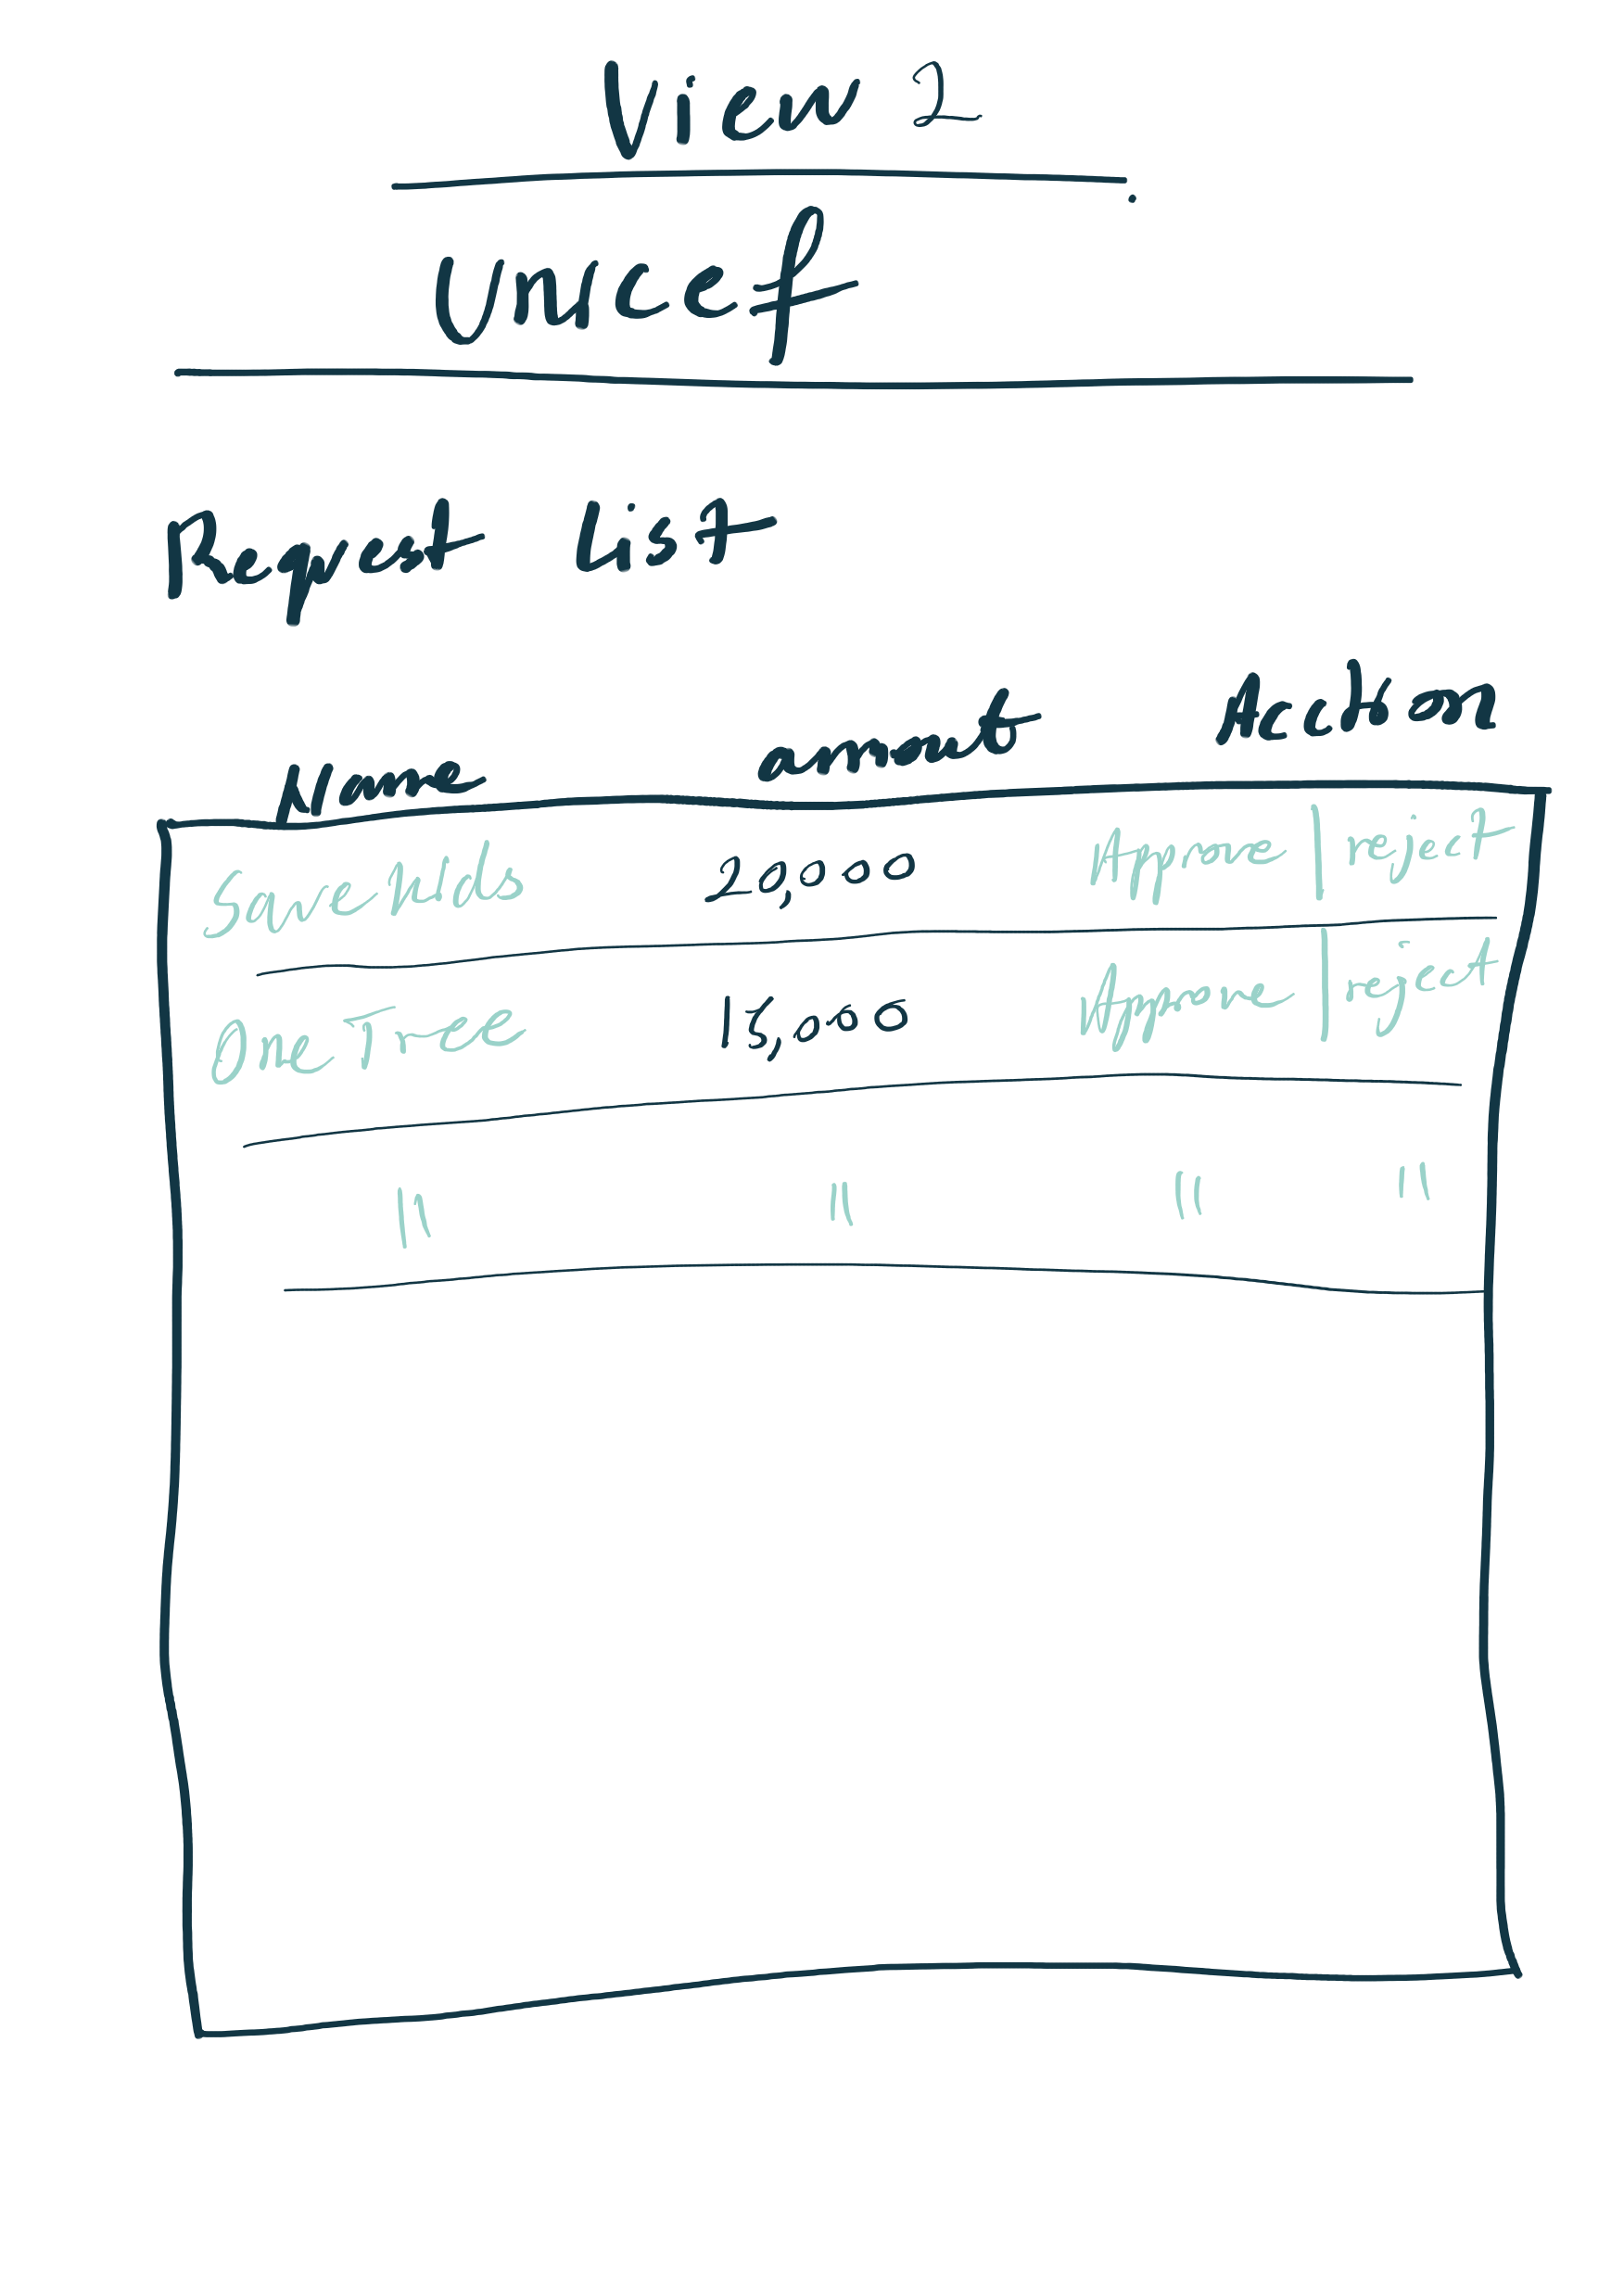 View 2
Unicef
Request List
Name amount Action
Save kids 20,000 Approve | reject
One Tree 15,000 Approve | reject
" " " "